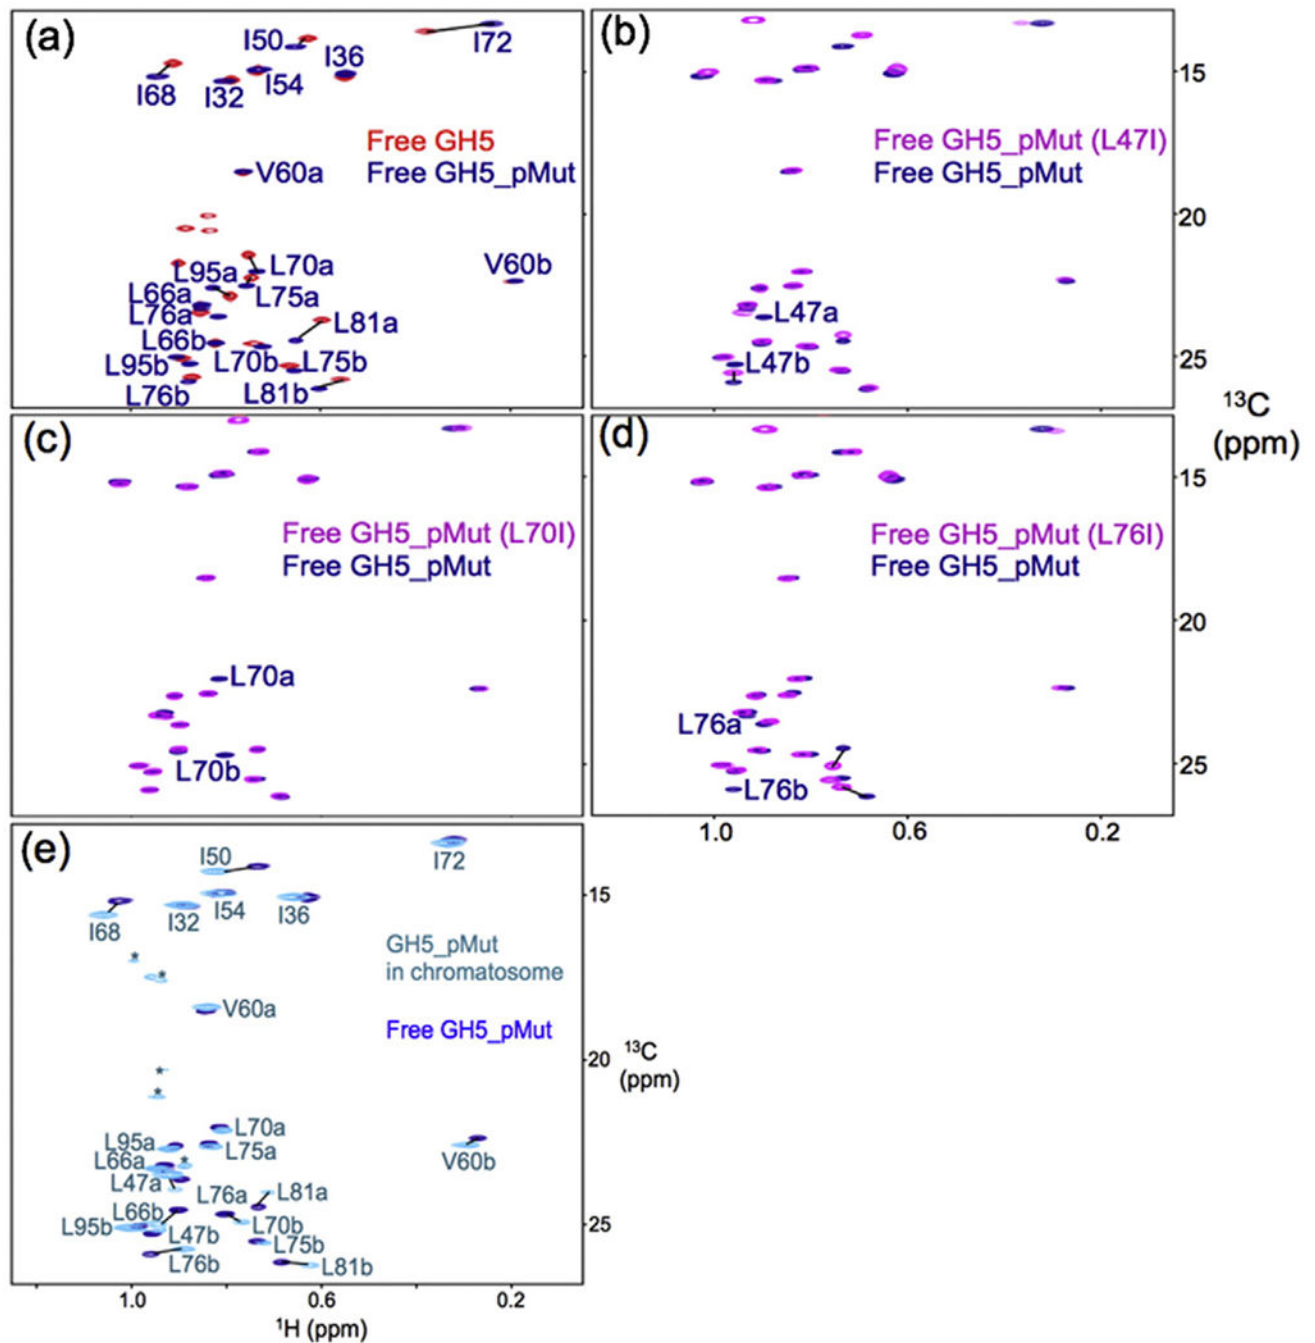 (a)
I50
I72
I36
I68
I32
I54
Free GH5
Free GH5_pMut
V60a
L95a
L70a
V60b
L66a
L75a
L76a
L81a
L66b
L95b
L70b
L75b
L76b
L81b
(b)
15
Free GH5_pMut (L47I)
Free GH5_pMut
20
L47a
L47b
25
13C
(ppm)
(c)
Free GH5_pMut (L70I)
Free GH5_pMut
L70a
L70b
(d)
15
Free GH5_pMut (L76I)
Free GH5_pMut
20
L76a
L76b
25
1.0
0.6
0.2
(e)
I50
I72
15
I68
I32
I54
I36
*
*
GH5_pMut
in chromatosome
V60a
Free GH5_pMut
20
13C
(ppm)
*
*
L70a
L95a
L75a
*
L66a
V60b
L47a
L76a
L81a
L66b
L95b
L70b
25
L47b
L75b
L76b
L81b
1.0
0.6
0.2
1H (ppm)